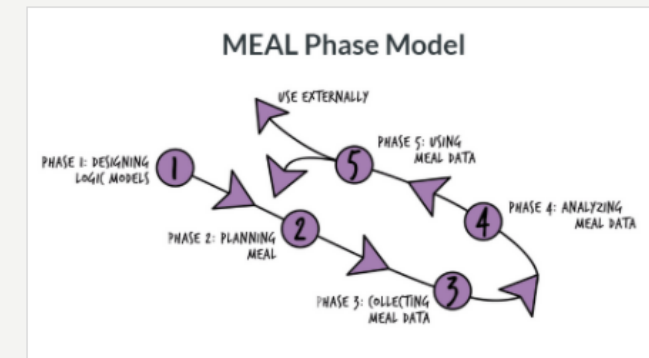 MEAL Phase Model
USE EXTERNALLY
PHASE 1: DESIGNING
LOGIC MODELS
1
5
PHASE 5: USING
MEAL DATA
PHASE 2: PLANNING
MEAL
2
4
PHASE 4: ANALYZING
MEAL DATA
PHASE 3: COLLECTING
MEAL DATA
3